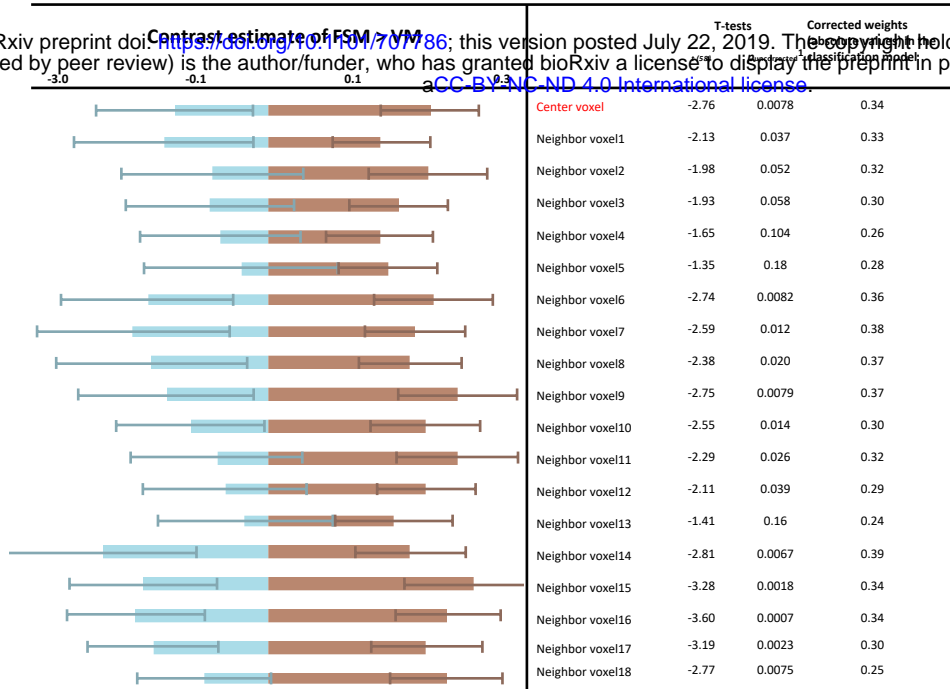 Contrast estimate of FSM > VM
T-tests
Corrected weights
(absolute values) in the
classification model
Rxiv preprint doi: https://doi.org/10.1101/707786; this version posted July 22, 2019. The copyright holder
ed by peer review) is the author/funder, who has granted bioRxiv a license to display the preprint in p
aCC-BY-NC-ND 4.0 International license.
-3.0 -0.1 0.1 0.3
Center voxel -2.76 0.0078 0.34
Neighbor voxel1 -2.13 0.037 0.33
Neighbor voxel2 -1.98 0.052 0.32
Neighbor voxel3 -1.93 0.058 0.30
Neighbor voxel4 -1.65 0.104 0.26
Neighbor voxel5 -1.35 0.18 0.28
Neighbor voxel6 -2.74 0.0082 0.36
Neighbor voxel7 -2.59 0.012 0.38
Neighbor voxel8 -2.38 0.020 0.37
Neighbor voxel9 -2.75 0.0079 0.37
Neighbor voxel10 -2.55 0.014 0.30
Neighbor voxel11 -2.29 0.026 0.32
Neighbor voxel12 -2.11 0.039 0.29
Neighbor voxel13 -1.41 0.16 0.24
Neighbor voxel14 -2.81 0.0067 0.39
Neighbor voxel15 -3.28 0.0018 0.34
Neighbor voxel16 -3.60 0.0007 0.34
Neighbor voxel17 -3.19 0.0023 0.30
Neighbor voxel18 -2.77 0.0075 0.25